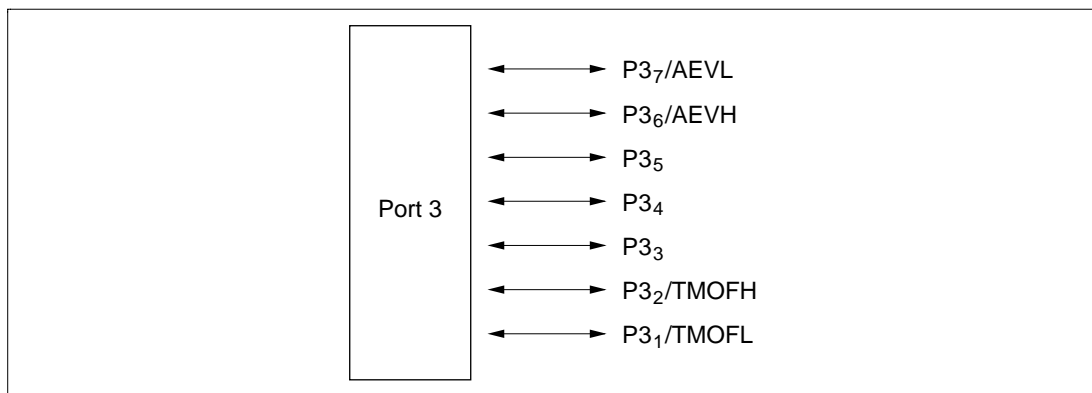 Port 3
P3₇/AEVL
P3₆/AEVH
P3₅
P3₄
P3₃
P3₂/TMOFH
P3₁/TMOFL